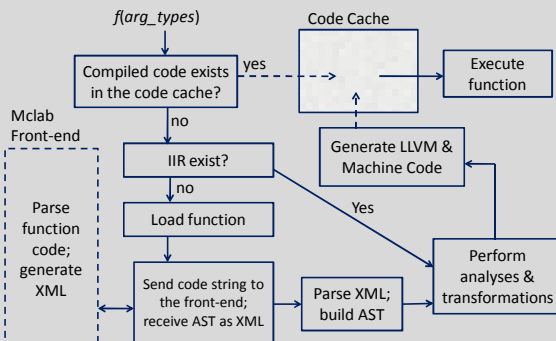 f(arg_types)
Code Cache
Compiled code exists
in the code cache?
yes
Execute
function
no
Mclab
Front-end
IIR exist?
Generate LLVM &
Machine Code
no
Yes
Parse
function
code;
generate
XML
Load function
Send code string to
the front-end;
receive AST as XML
Parse XML;
build AST
Perform
analyses &
transformations